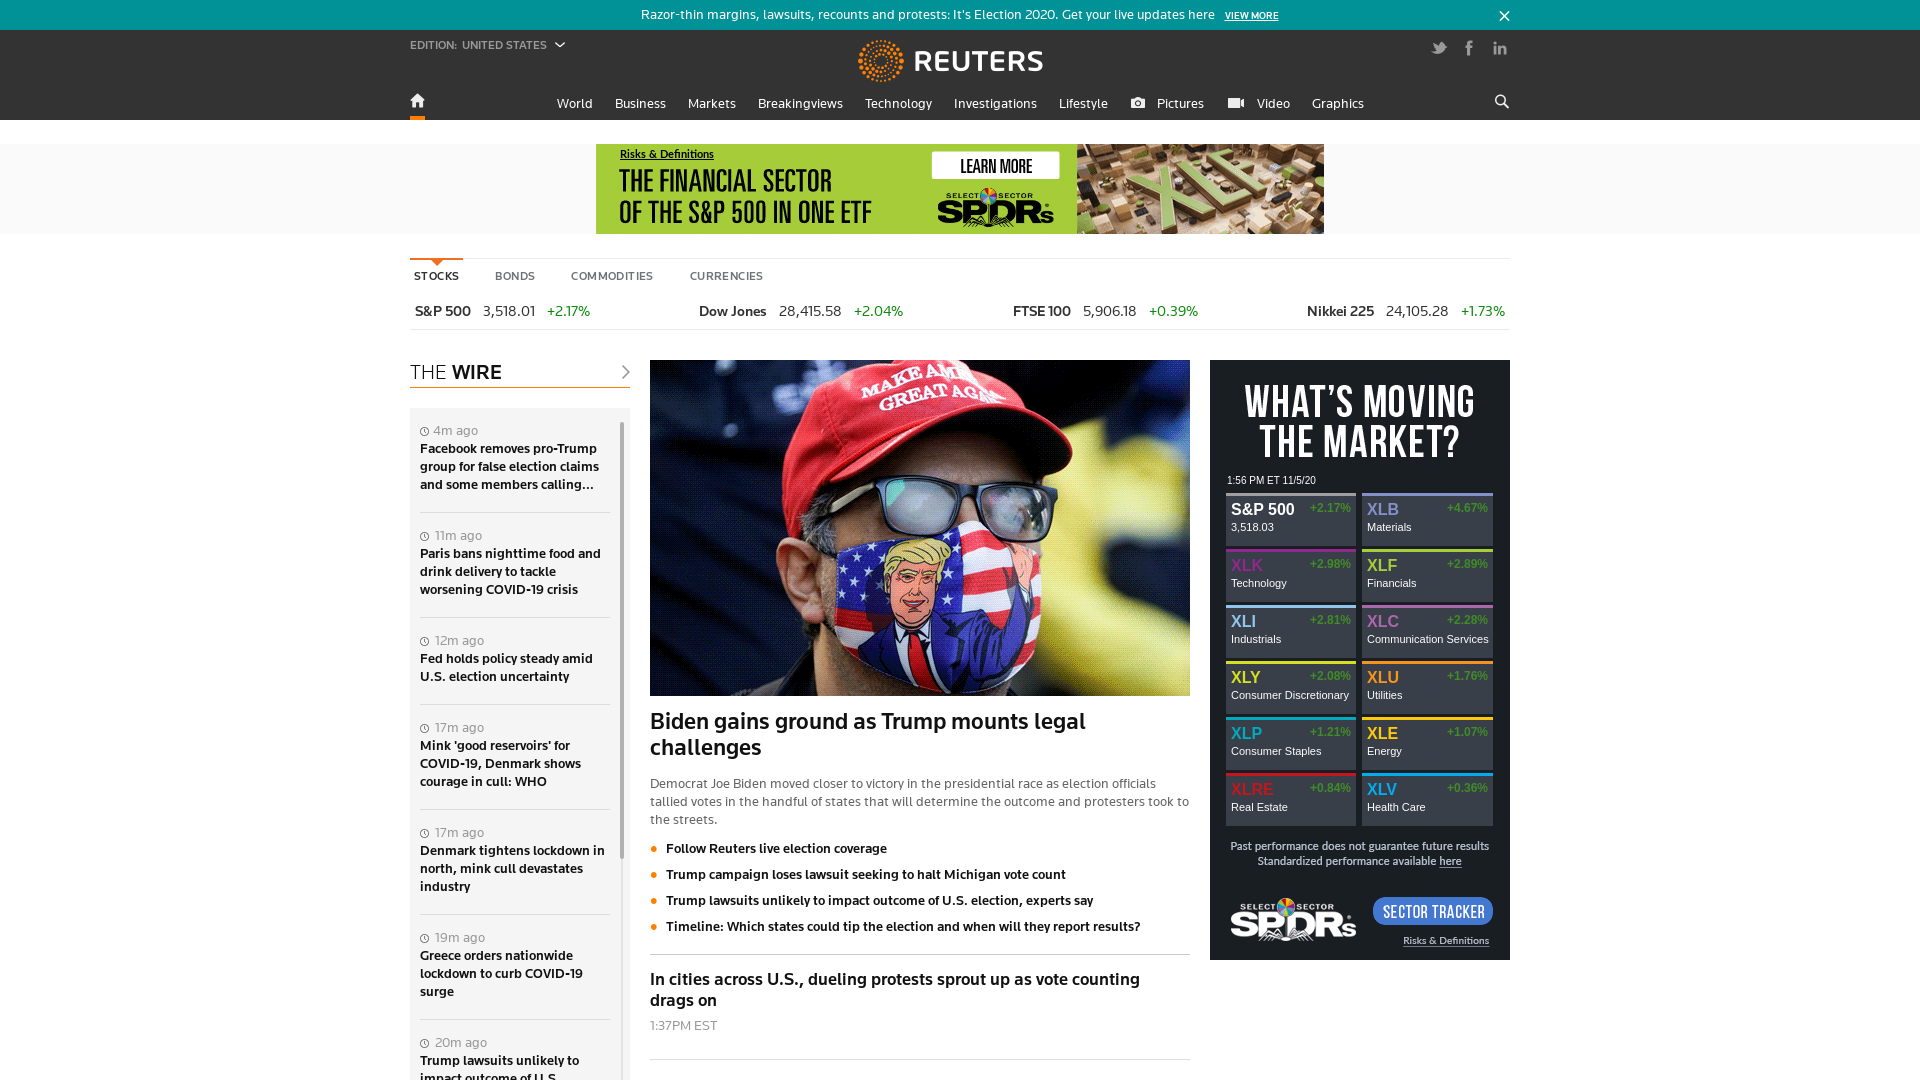 Razor-thin margins, lawsuits, recounts and protests: It's Election 2020. Get your live updates here VIEW MORE
EDITION: UNITED STATES
REUTERS
World Business Markets Breakingviews Technology Investigations Lifestyle Pictures Video Graphics
Risks & Definitions
THE FINANCIAL SECTOR
OF THE S&P 500 IN ONE ETF
LEARN MORE
SELECT SECTOR
SPDRs
XLF
STOCKS BONDS COMMODITIES CURRENCIES
S&P 500 3,518.01 +2.17% Dow Jones 28,415.58 +2.04% FTSE 100 5,906.18 +0.39% Nikkei 225 24,105.28 +1.73%
THE WIRE
4m ago
Facebook removes pro-Trump
group for false election claims
and some members calling...
11m ago
Paris bans nighttime food and
drink delivery to tackle
worsening COVID-19 crisis
12m ago
Fed holds policy steady amid
U.S. election uncertainty
17m ago
Mink 'good reservoirs' for
COVID-19, Denmark shows
courage in cull: WHO
17m ago
Denmark tightens lockdown in
north, mink cull devastates
industry
19m ago
Greece orders nationwide
lockdown to curb COVID-19
surge
20m ago
Trump lawsuits unlikely to
impact outcome of U.S.
MAKE AME
GREAT AGA
Biden gains ground as Trump mounts legal
challenges
Democrat Joe Biden moved closer to victory in the presidential race as election officials
tallied votes in the handful of states that will determine the outcome and protesters took to
the streets.
Follow Reuters live election coverage
Trump campaign loses lawsuit seeking to halt Michigan vote count
Trump lawsuits unlikely to impact outcome of U.S. election, experts say
Timeline: Which states could tip the election and when will they report results?
In cities across U.S., dueling protests sprout up as vote counting
drags on
1:37PM EST
WHAT'S MOVING
THE MARKET?
1:56 PM ET 11/5/20
S&P 500 +2.17%
3,518.03
XLB +4.67%
Materials
XLK +2.98%
Technology
XLF +2.89%
Financials
XLI +2.81%
Industrials
XLC +2.28%
Communication Services
XLY +2.08%
Consumer Discretionary
XLU +1.76%
Utilities
XLP +1.21%
Consumer Staples
XLE +1.07%
Energy
XLRE +0.84%
Real Estate
XLV +0.36%
Health Care
Past performance does not guarantee future results
Standardized performance available here
SELECT SECTOR
SPDRs
SECTOR TRACKER
Risks & Definitions